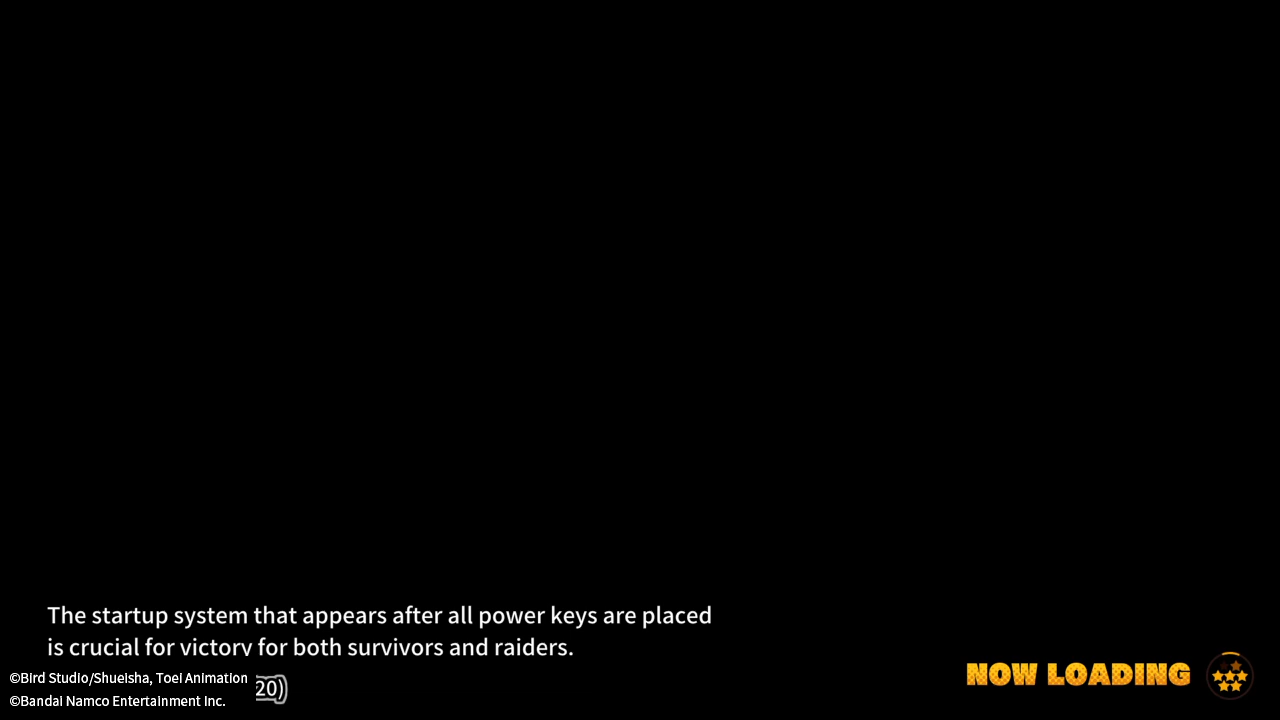 The startup system that appears after all power keys are placed
is crucial for victory for both survivors and raiders.
©Bird Studio/Shueisha, Toei Animation
20)
©Bandai Namco Entertainment Inc.
NOW LOADING